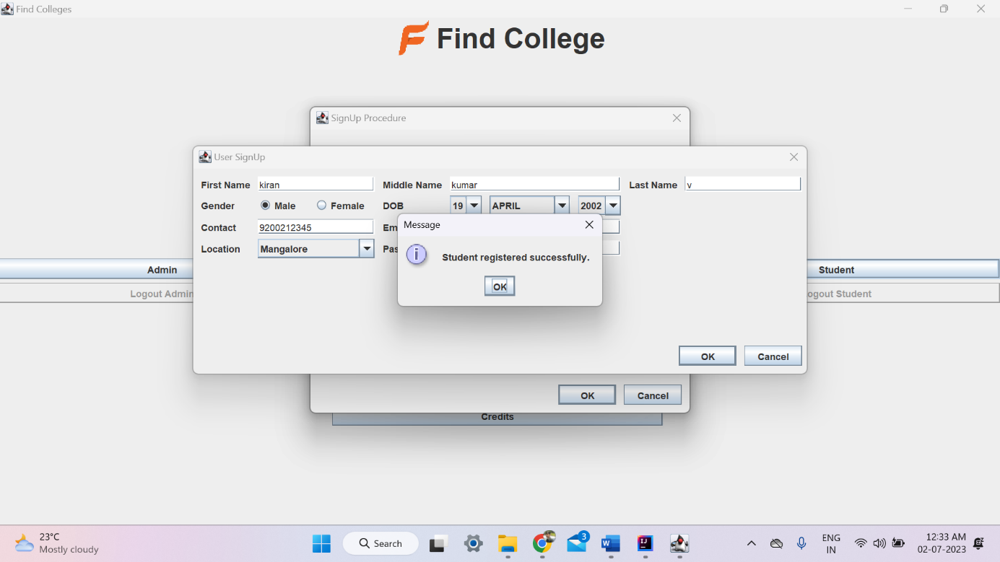 Find Colleges
Find College
SignUp Procedure
User SignUp
First Name kiran Middle Name kumar Last Name v
Gender Male Female DOB 19 APRIL 2002
Contact 9200212345 Em
Location Mangalore Pas
Message
Student registered successfully.
OK
Admin Student
Logout Admin ogout Student
OK Cancel
OK Cancel
Credits
23°C
Mostly cloudy
Search
3
ENG
IN
12:33 AM
02-07-2023